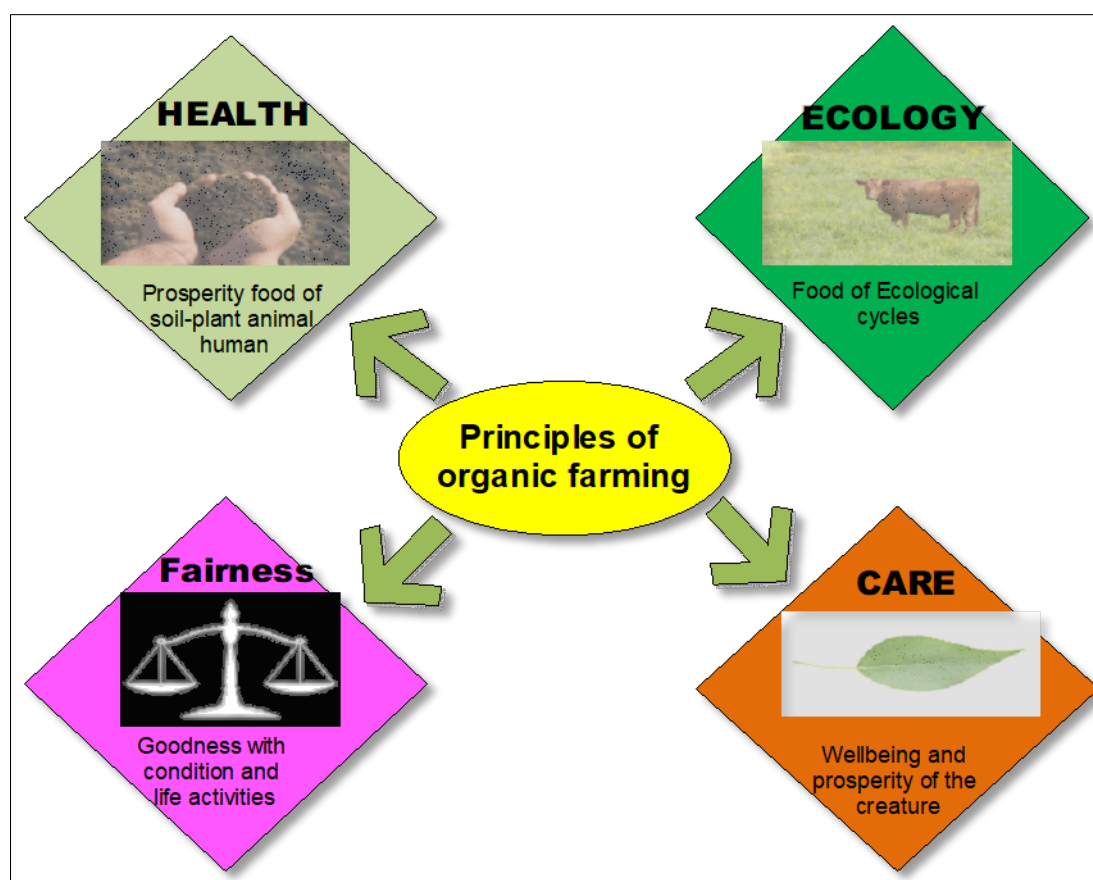 HEALTH
Prosperity food of
soil-plant animal
human
ECOLOGY
Food of Ecological
cycles
Principles of
organic farming
Fairness
Goodness with
condition and
life activities
CARE
Wellbeing and
prosperity of the
creature